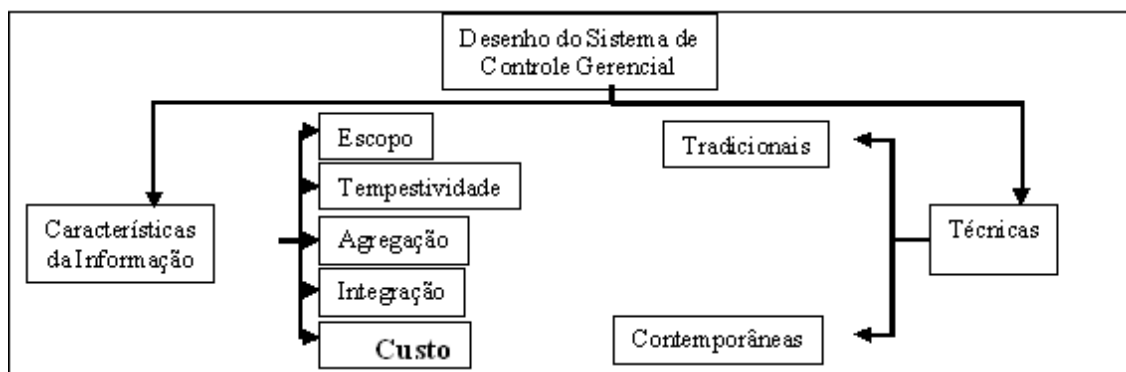 Desenho do Sistema de
Controle Gerencial
Escopo
Tradicionais
Tempestividade
Características
da Informação
Agregação
Técnicas
Integração
Contemporâneas
Custo